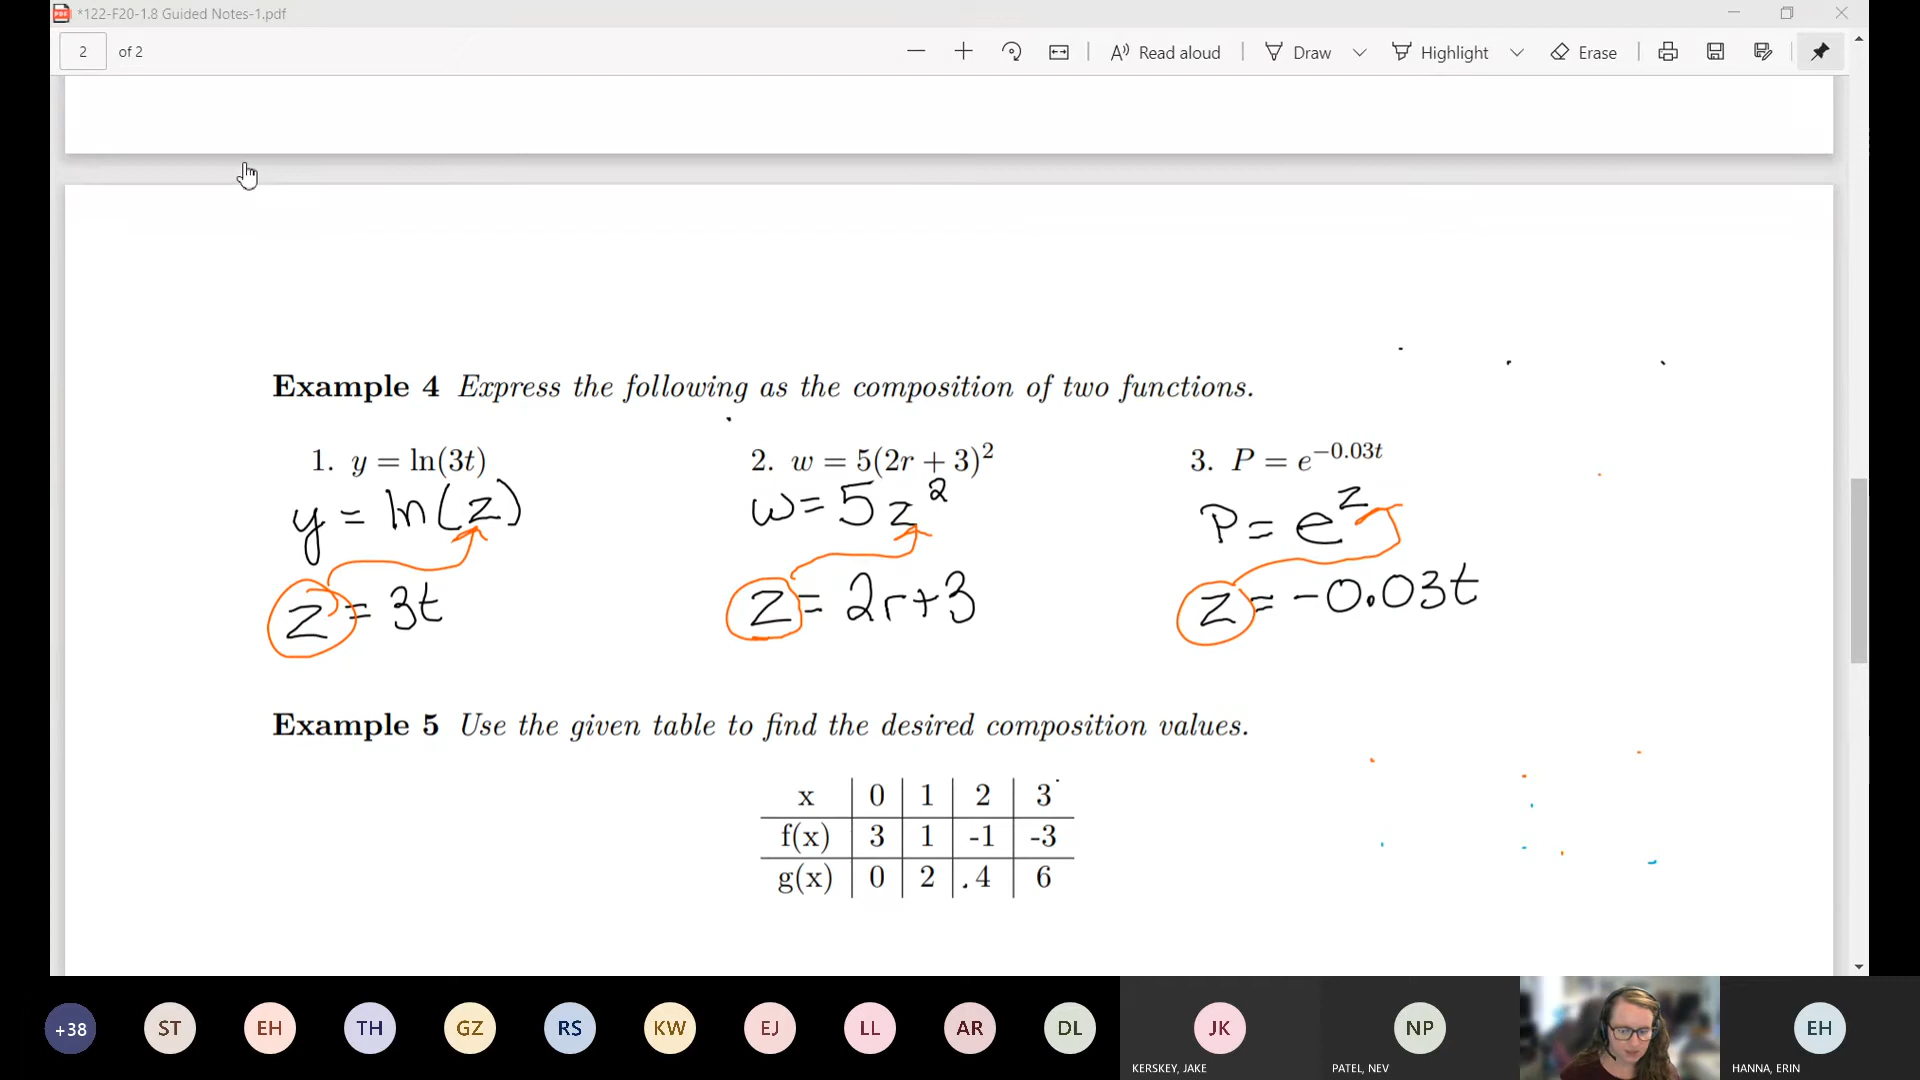 *122-F20-1.8 Guided Notes-1.pdf
2 of 2 Read aloud Draw Highlight Erase
Example 4 Express the following as the composition of two functions.
1. y = ln(3t) 2. w = 5(2r + 3)² 3. P = e^{-0.03t}
y = ln(z) w = 5z² P = e^z
z = 3t z = 2r+3 z = -0.03t
Example 5 Use the given table to find the desired composition values.
x 0 1 2 3
f(x) 3 1 -1 -3
g(x) 0 2 4 6
+38 ST EH TH GZ RS KW EJ LL AR DL JK NP EH
KERSKEY, JAKE PATEL, NEV HANNA, ERIN